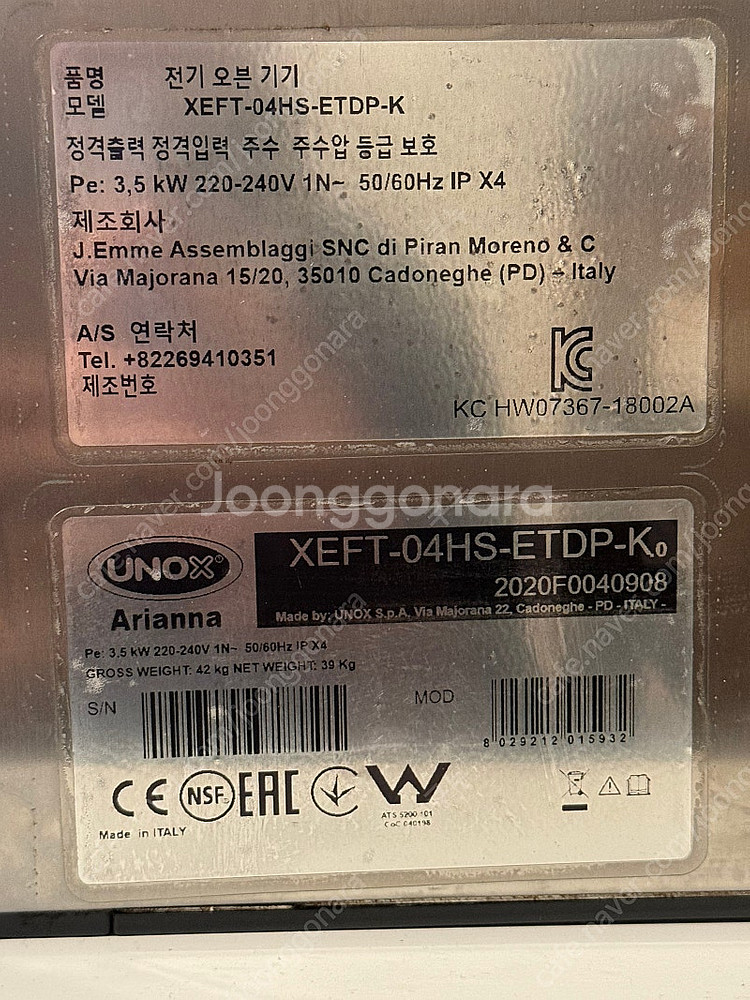 품명 전기 오븐 기기
모델 XEFT-04HS-ETDP-K
정격출력 정격입력 주수 주수압 등급 보호
Pe: 3,5 kW 220-240V 1N~ 50/60Hz IP X4
제조회사
J.Emme Assemblaggi SNC di Piran Moreno & C
Via Majorana 15/20, 35010 Cadoneghe (PD) - Italy
A/S 연락처
Tel. +82269410351
제조번호
KC HW07367-18002A
Joonggonara
UNOX
Arianna
XEFT-04HS-ETDP-K0
2020F0040908
Made by: UNOX S.p.A. Via Majorana 22, Cadoneghe - PD - ITALY -
Pe: 3.5 kW 220-240V 1N~ 50/60Hz IP X4
GROSS WEIGHT: 42 kg NET WEIGHT: 39 Kg
S/N
MOD
8 029212 015932
CE NSF EAC W
ATS 5200 101
CoC 040198
Made in ITALY